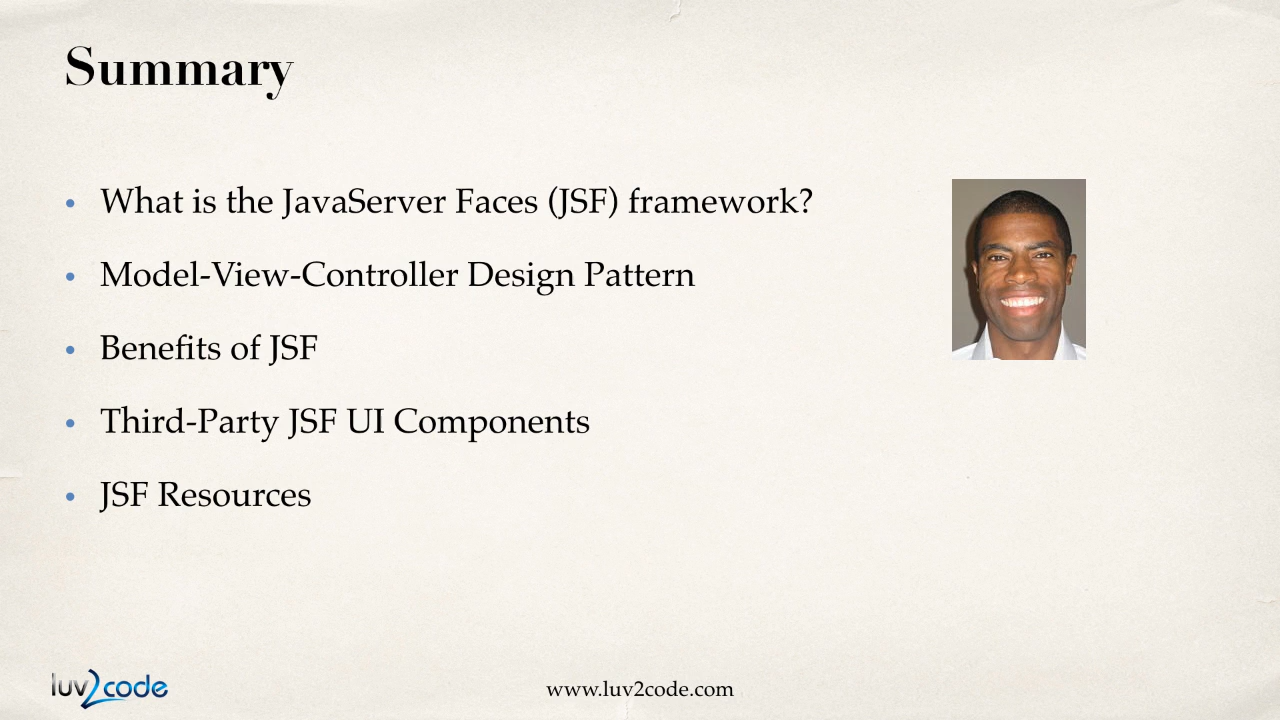 Summary
• What is the JavaServer Faces (JSF) framework?
• Model-View-Controller Design Pattern
• Benefits of JSF
• Third-Party JSF UI Components
• JSF Resources
luv2code
www.luv2code.com